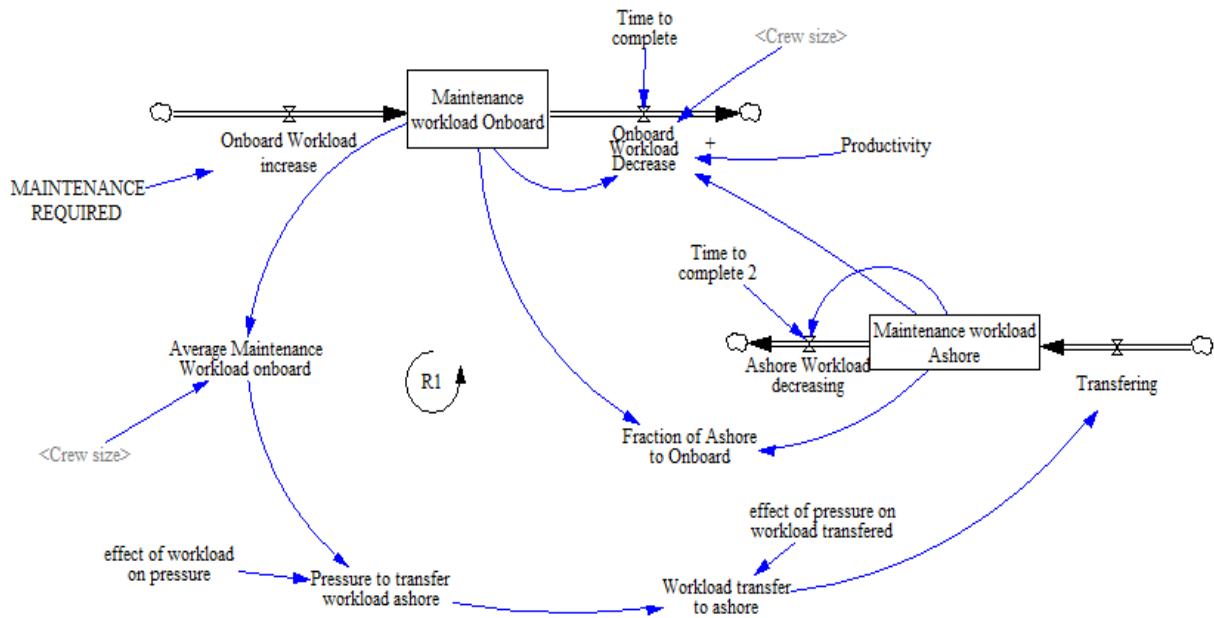 Time to
complete
<Crew size>
Maintenance
workload Onboard
Onboard Workload
increase
Onboard
Workload
Decrease
+
Productivity
MAINTENANCE
REQUIRED
Time to
complete 2
Maintenance workload
Ashore
Average Maintenance
Workload onboard
Ashore Workload
decreasing
Transfering
R1
<Crew size>
Fraction of Ashore
to Onboard
effect of pressure on
workload transfered
effect of workload
on pressure
Pressure to transfer
workload ashore
Workload transfer
to ashore